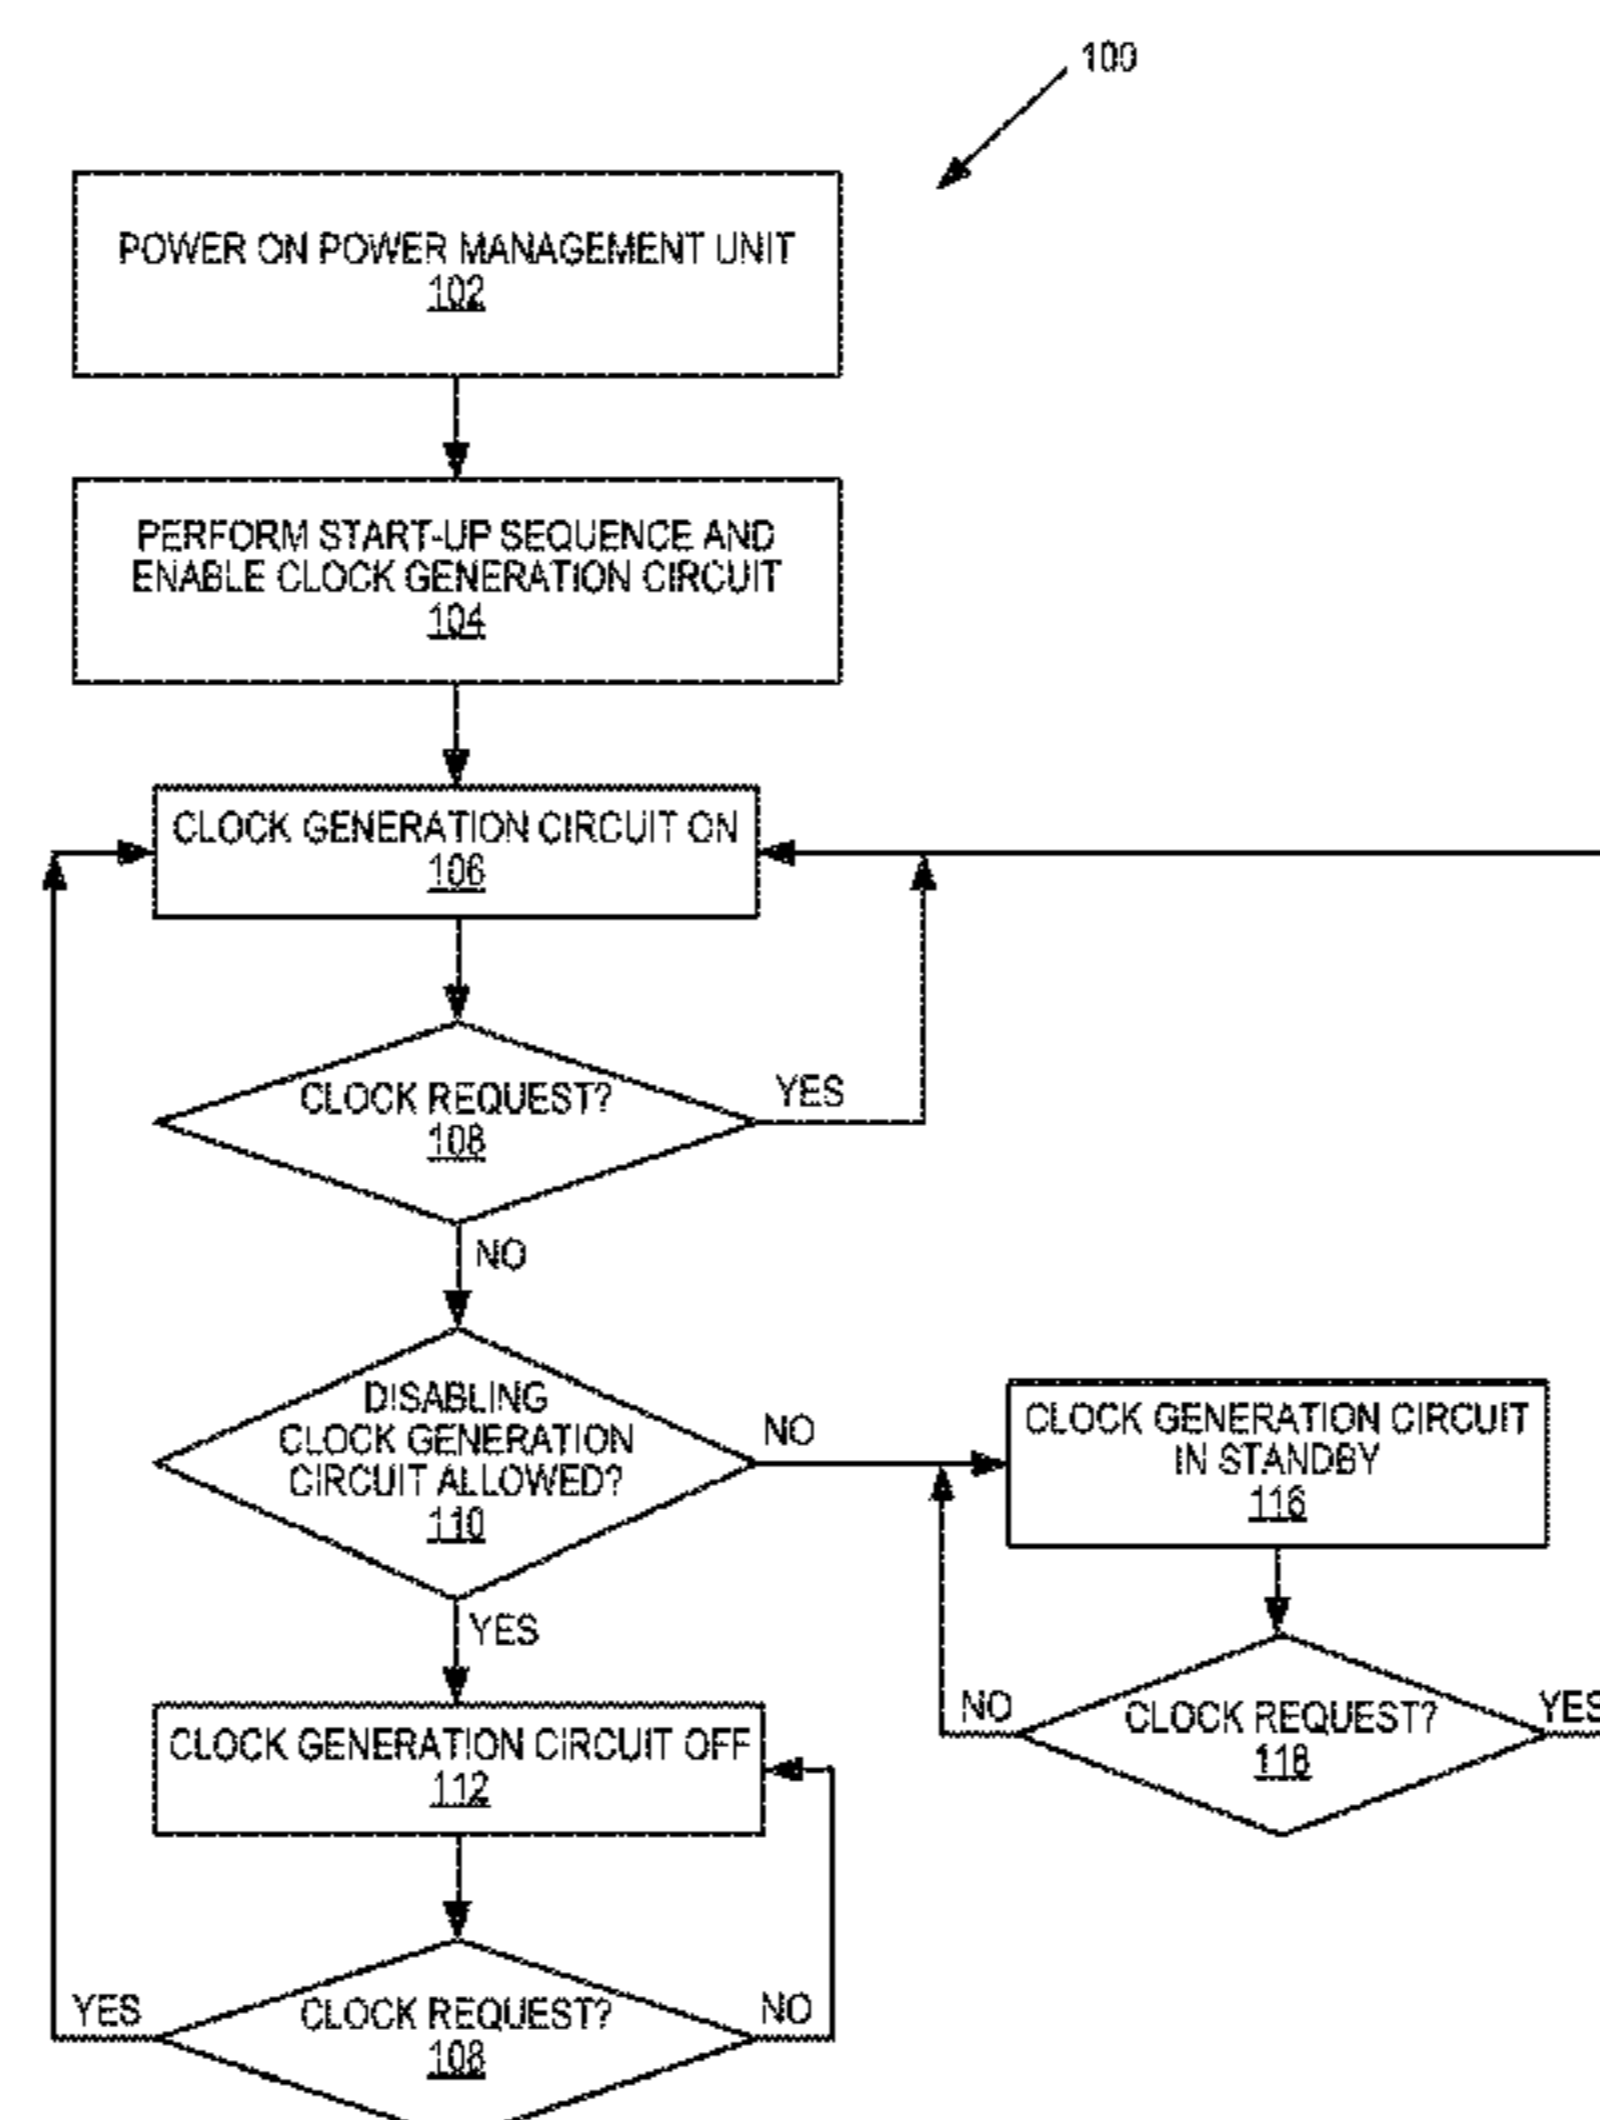 100
POWER ON POWER MANAGEMENT UNIT
102
PERFORM START-UP SEQUENCE AND
ENABLE CLOCK GENERATION CIRCUIT
104
CLOCK GENERATION CIRCUIT ON
106
CLOCK REQUEST?
108
YES
NO
DISABLING
CLOCK GENERATION
CIRCUIT ALLOWED?
110
NO
YES
CLOCK GENERATION CIRCUIT
IN STANDBY
116
CLOCK REQUEST?
118
NO
YES
CLOCK GENERATION CIRCUIT OFF
112
CLOCK REQUEST?
108
YES
NO